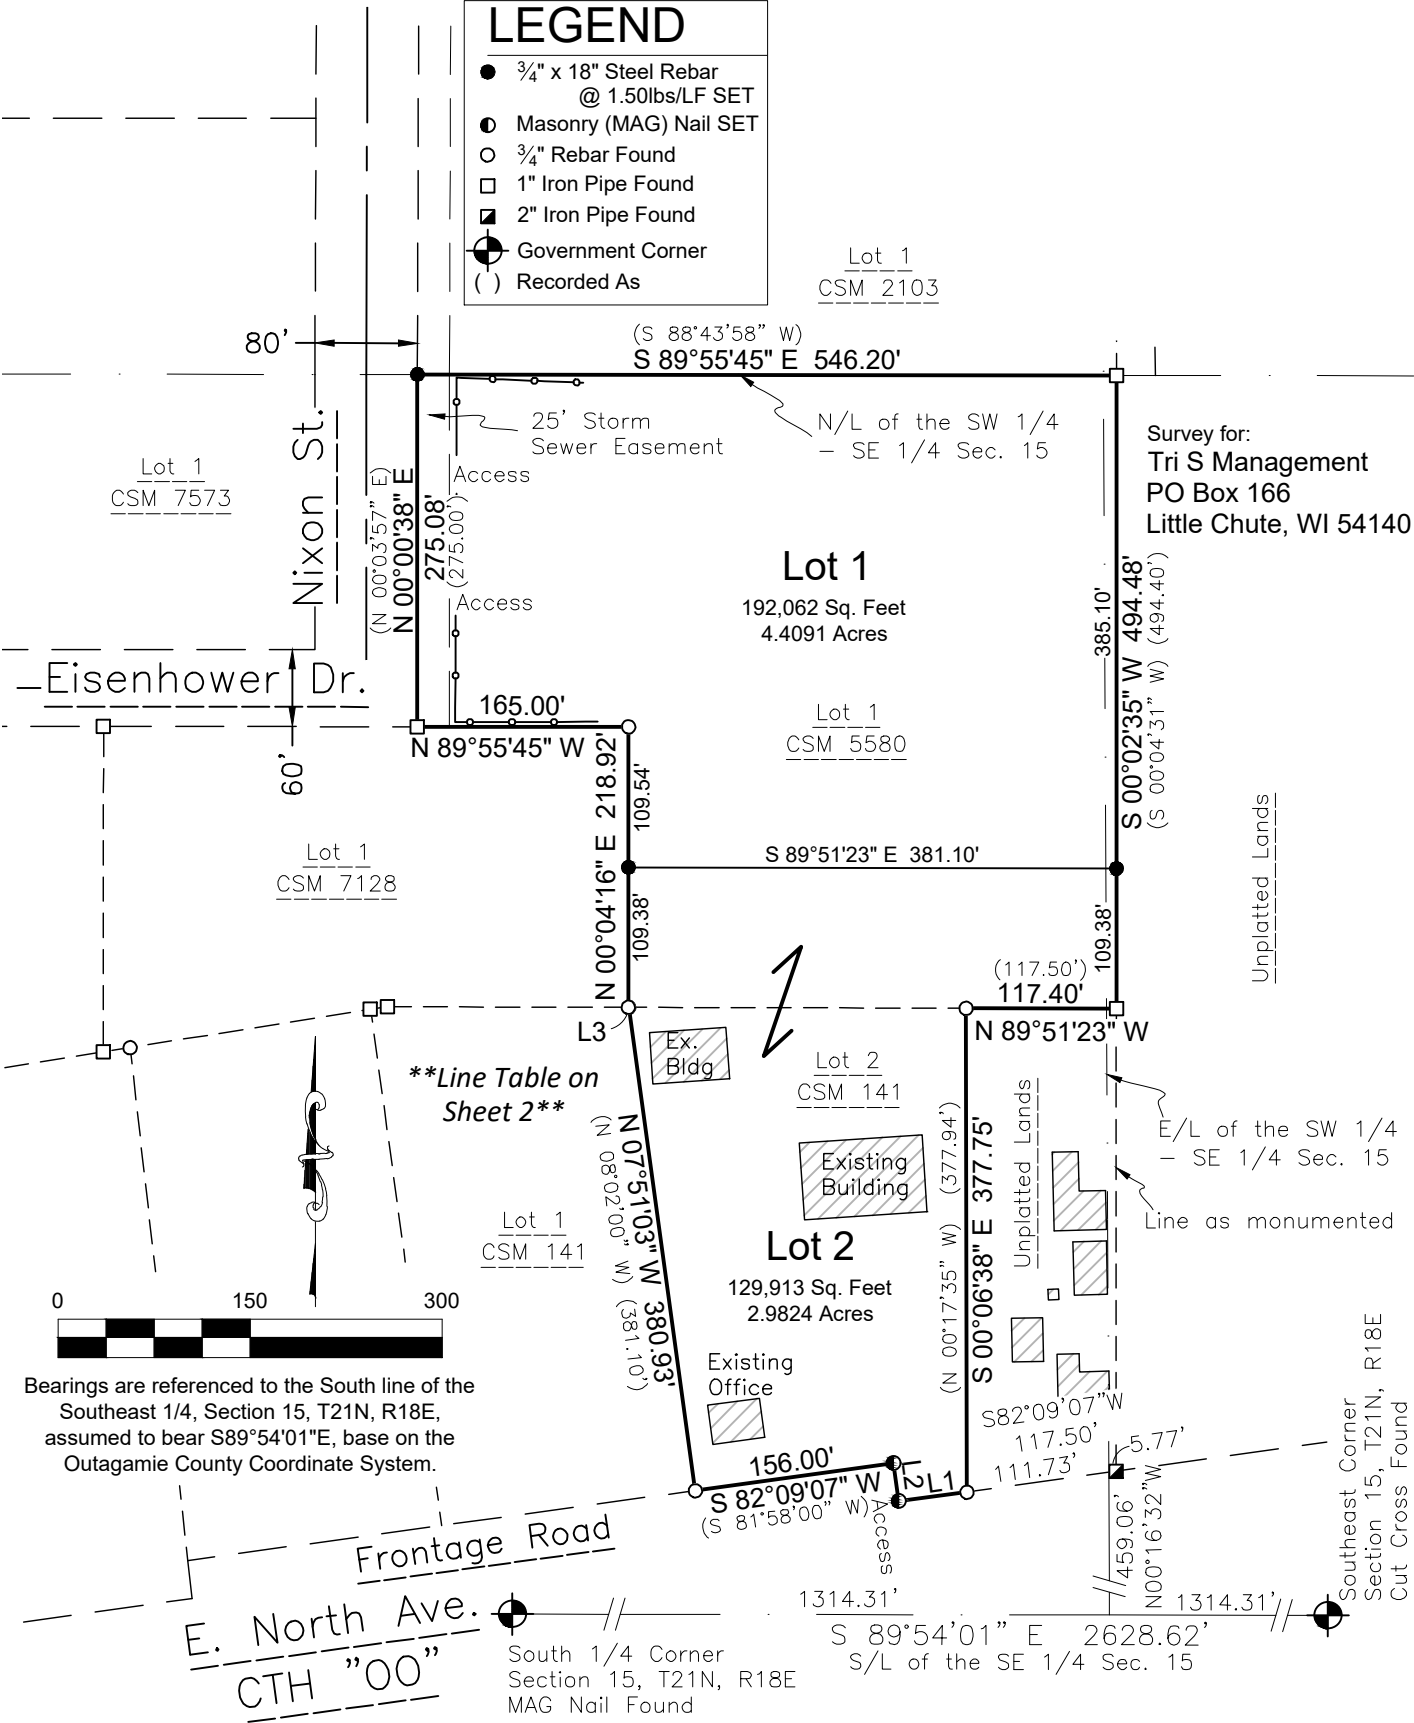 LEGEND
¾" x 18" Steel Rebar
@ 1.50lbs/LF SET
Masonry (MAG) Nail SET
¾" Rebar Found
1" Iron Pipe Found
2" Iron Pipe Found
Government Corner
( ) Recorded As
Lot 1
CSM 2103
80'
(S 88°43'58" W)
S 89°55'45" E 546.20'
25' Storm
Sewer Easement
N/L of the SW 1/4
- SE 1/4 Sec. 15
Survey for:
Tri S Management
PO Box 166
Little Chute, WI 54140
Lot 1
CSM 7573
Nixon St.
(N 00°03'57" E)
N 00°00'38" E
275.08'
(275.00')
Access
Access
Lot 1
192,062 Sq. Feet
4.4091 Acres
385.10'
S 00°02'35" W 494.48'
(S 00°04'31" W) (494.40')
Eisenhower Dr.
60'
165.00'
N 89°55'45" W
Lot 1
CSM 5580
N 00°04'16" E 218.92'
109.54'
109.38'
S 89°51'23" E 381.10'
Unplatted Lands
Lot 1
CSM 7128
109.38'
(117.50')
117.40'
N 89°51'23" W
L3
Ex.
Bldg
**Line Table on
Sheet 2**
Lot 2
CSM 141
E/L of the SW 1/4
- SE 1/4 Sec. 15
Line as monumented
Unplatted Lands
Existing
Building
N 07°51'03" W 380.93'
(N 08°02'00" W) (381.10')
(N 00°17'35" W) (377.94')
S 00°06'38" E 377.75'
Lot 1
CSM 141
Lot 2
129,913 Sq. Feet
2.9824 Acres
0 150 300
Bearings are referenced to the South line of the
Southeast 1/4, Section 15, T21N, R18E,
assumed to bear S89°54'01"E, base on the
Outagamie County Coordinate System.
Existing
Office
S82°09'07"W
117.50'
111.73'
5.77'
156.00'
S 82°09'07" W
(S 81°58'00" W)
L2
L1
Access
459.06'
N00°16'32"W
Southeast Corner
Section 15, T21N, R18E
Cut Cross Found
Frontage Road
E. North Ave.
CTH "OO"
1314.31'
1314.31'
S 89°54'01" E 2628.62'
S/L of the SE 1/4 Sec. 15
South 1/4 Corner
Section 15, T21N, R18E
MAG Nail Found